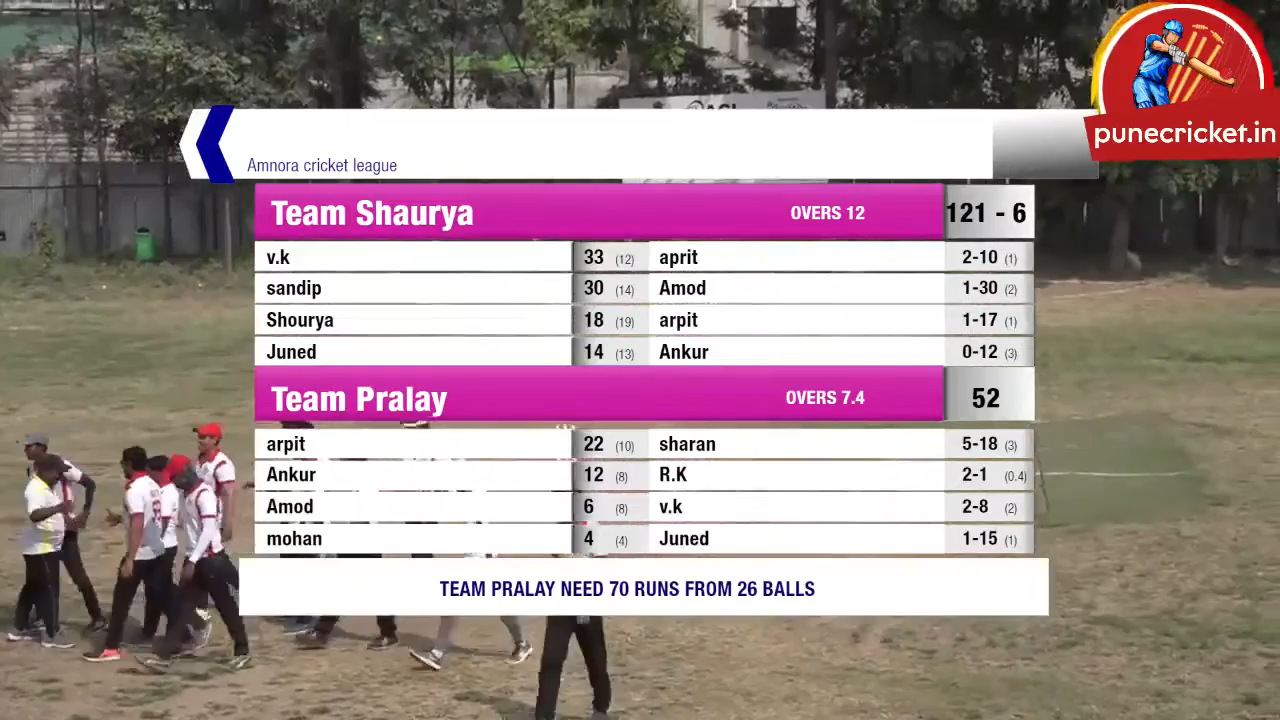 punecricket.in
Amnora cricket league
Team Shaurya OVERS 12 121 - 6
v.k 33 (12) aprit 2-10 (1)
sandip 30 (14) Amod 1-30 (2)
Shourya 18 (19) arpit 1-17 (1)
Juned 14 (13) Ankur 0-12 (3)
Team Pralay OVERS 7.4 52
arpit 22 (10) sharan 5-18 (3)
Ankur 12 (8) R.K 2-1 (0.4)
Amod 6 (8) v.k 2-8 (2)
mohan 4 (4) Juned 1-15 (1)
TEAM PRALAY NEED 70 RUNS FROM 26 BALLS